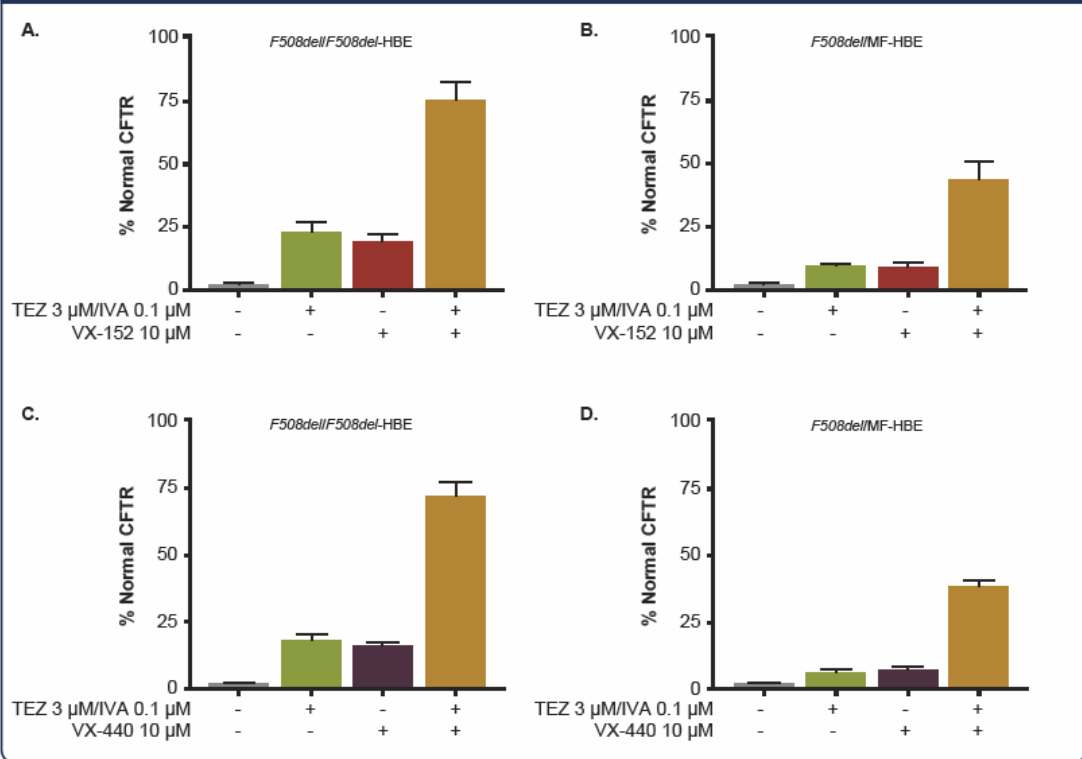 A.
F508del/F508del-HBE
% Normal CFTR
100
75
50
25
0
TEZ 3 µM/IVA 0.1 µM - + - +
VX-152 10 µM - - + +
B.
F508del/MF-HBE
% Normal CFTR
100
75
50
25
0
TEZ 3 µM/IVA 0.1 µM - + - +
VX-152 10 µM - - + +
C.
F508del/F508del-HBE
% Normal CFTR
100
75
50
25
0
TEZ 3 µM/IVA 0.1 µM - + - +
VX-440 10 µM - - + +
D.
F508del/MF-HBE
% Normal CFTR
100
75
50
25
0
TEZ 3 µM/IVA 0.1 µM - + - +
VX-440 10 µM - - + +